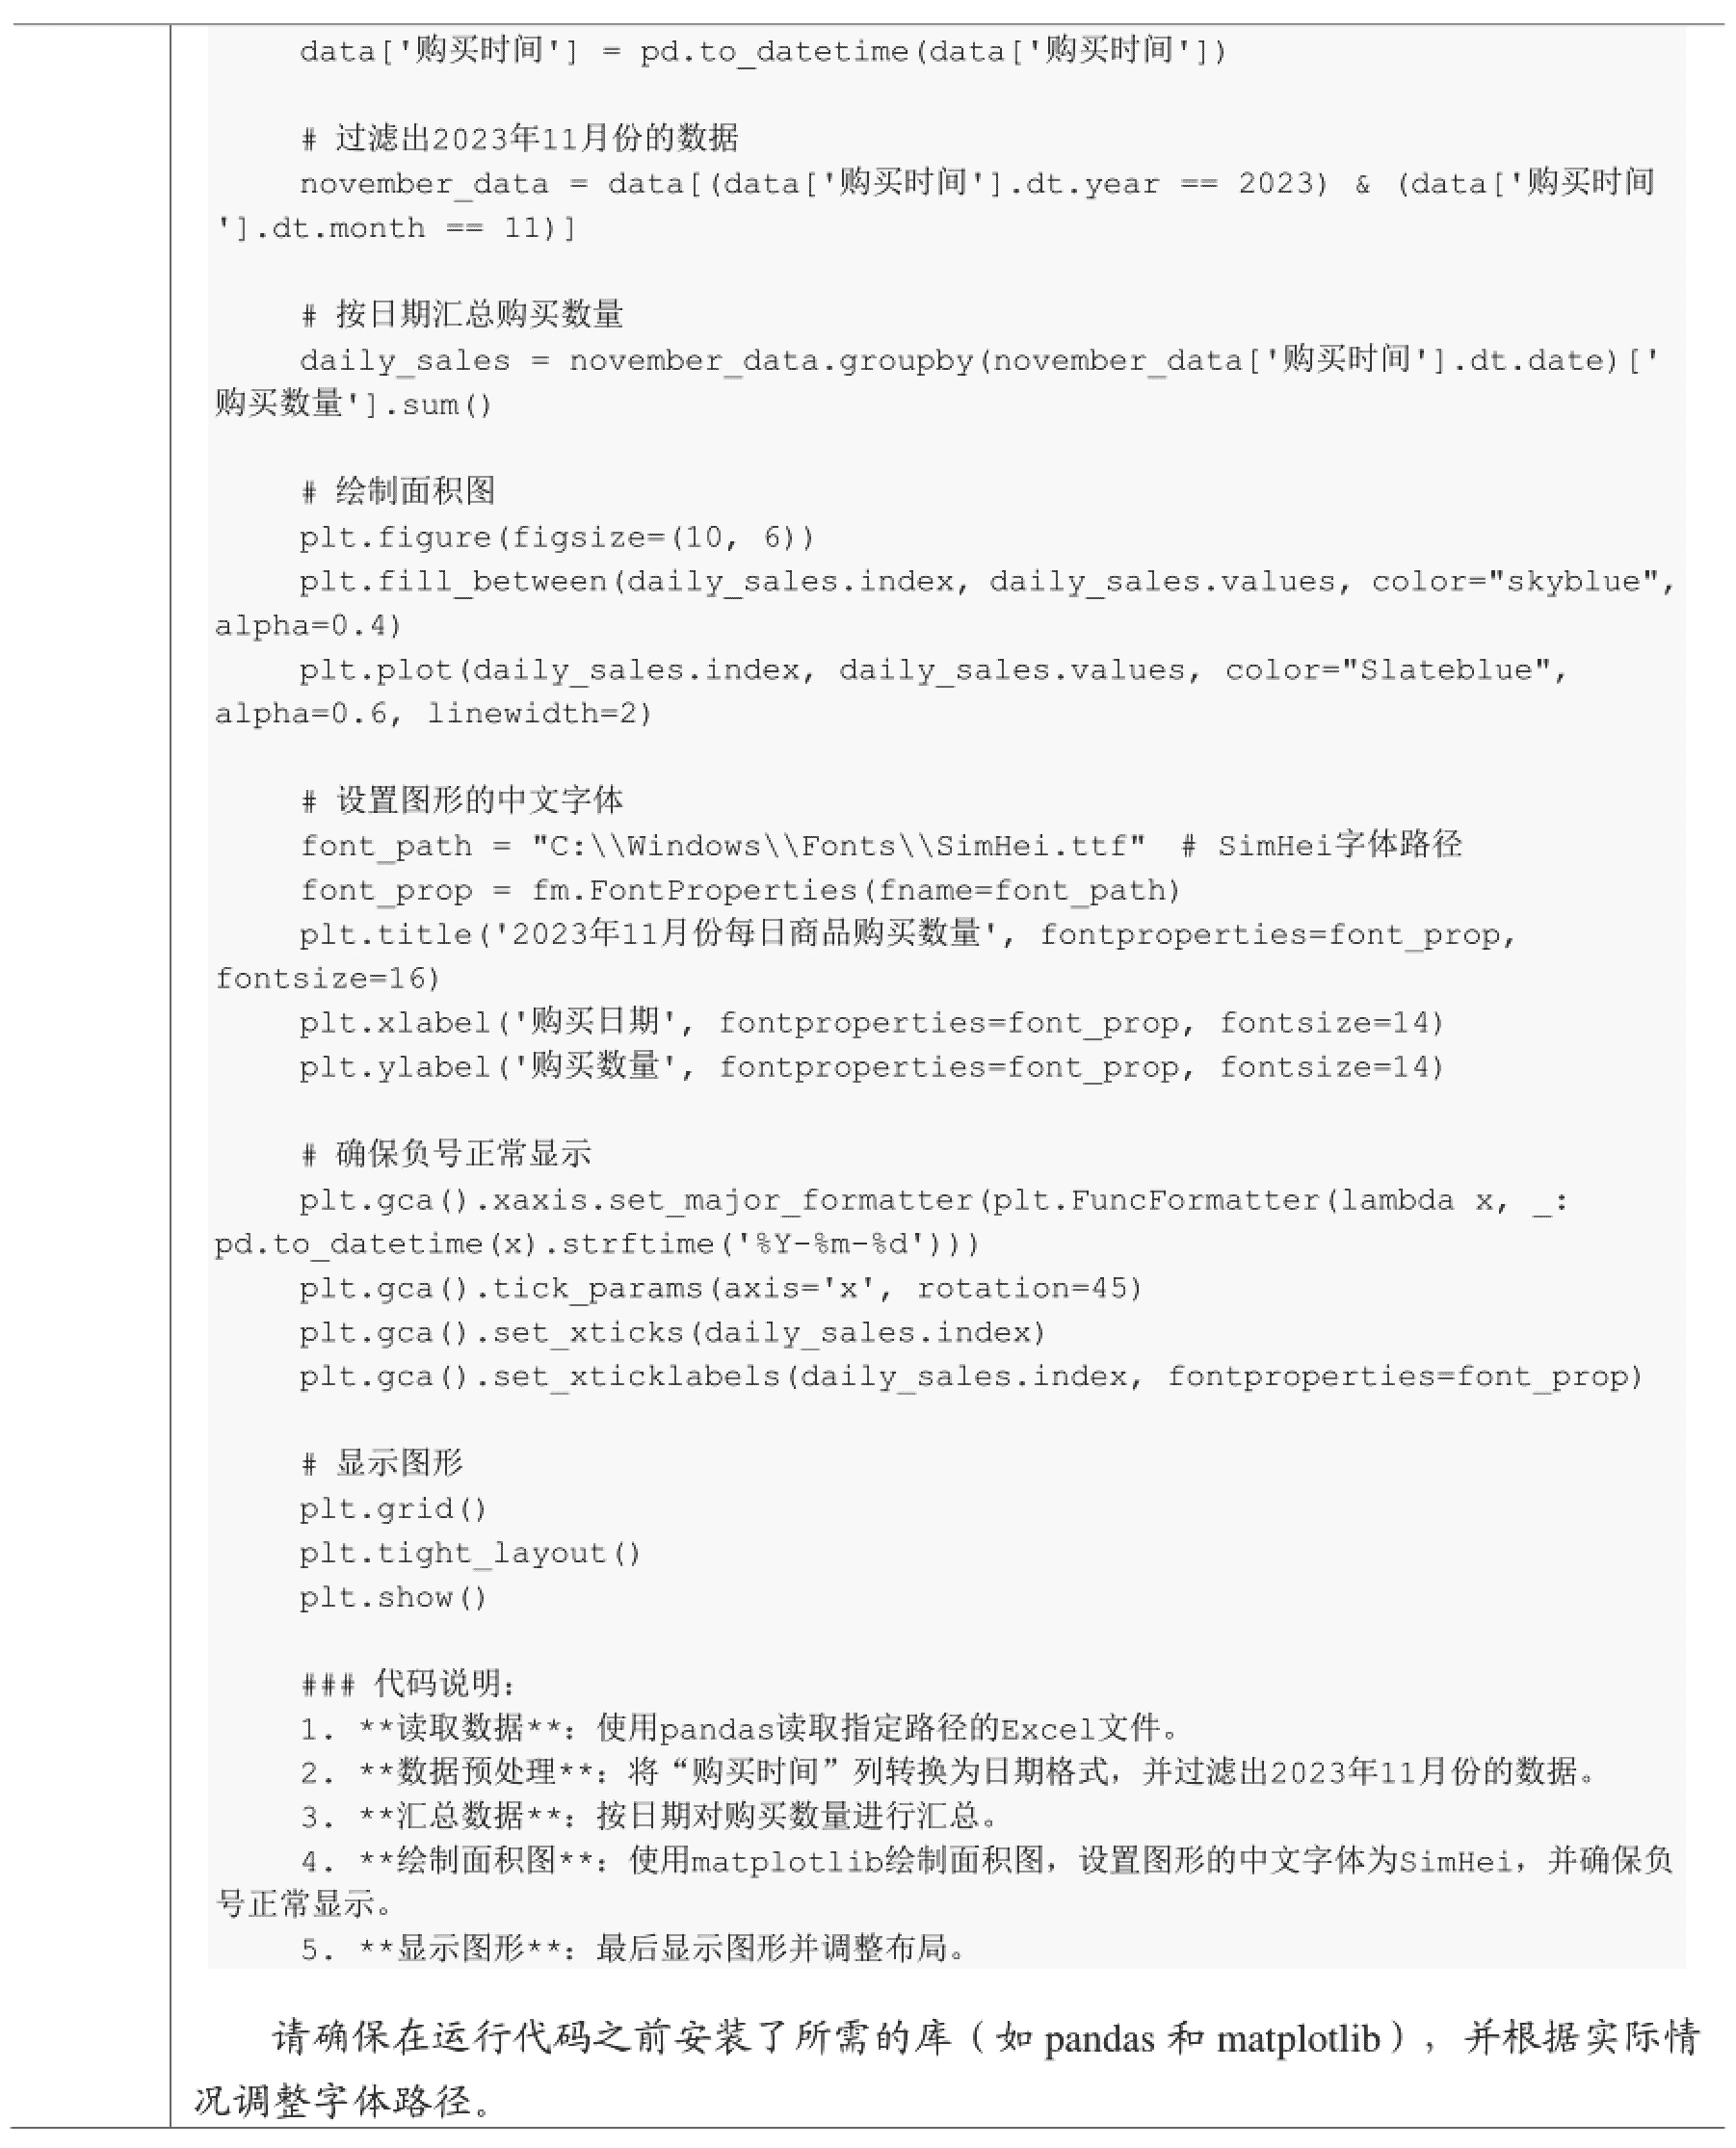 data['购买时间'] = pd.to_datetime(data['购买时间'])
# 过滤出2023年11月份的数据
november_data = data[(data['购买时间'].dt.year == 2023) & (data['购买时间
'].dt.month == 11)]
# 按日期汇总购买数量
daily_sales = november_data.groupby(november_data['购买时间'].dt.date)['
购买数量'].sum()
# 绘制面积图
plt.figure(figsize=(10, 6))
plt.fill_between(daily_sales.index, daily_sales.values, color="skyblue",
alpha=0.4)
plt.plot(daily_sales.index, daily_sales.values, color="Slateblue",
alpha=0.6, linewidth=2)
# 设置图形的中文字体
font_path = "C:\\Windows\\Fonts\\SimHei.ttf"  # SimHei字体路径
font_prop = fm.FontProperties(fname=font_path)
plt.title('2023年11月份每日商品购买数量', fontproperties=font_prop,
fontsize=16)
plt.xlabel('购买日期', fontproperties=font_prop, fontsize=14)
plt.ylabel('购买数量', fontproperties=font_prop, fontsize=14)
# 确保负号正常显示
plt.gca().xaxis.set_major_formatter(plt.FuncFormatter(lambda x, _:
pd.to_datetime(x).strftime('%Y-%m-%d')))
plt.gca().tick_params(axis='x', rotation=45)
plt.gca().set_xticks(daily_sales.index)
plt.gca().set_xticklabels(daily_sales.index, fontproperties=font_prop)
# 显示图形
plt.grid()
plt.tight_layout()
plt.show()
### 代码说明：
1. **读取数据**：使用pandas读取指定路径的Excel文件。
2. **数据预处理**：将“购买时间”列转换为日期格式，并过滤出2023年11月份的数据。
3. **汇总数据**：按日期对购买数量进行汇总。
4. **绘制面积图**：使用matplotlib绘制面积图，设置图形的中文字体为SimHei，并确保负
号正常显示。
5. **显示图形**：最后显示图形并调整布局。
请确保在运行代码之前安装了所需的库（如 pandas 和 matplotlib），并根据实际情
况调整字体路径。